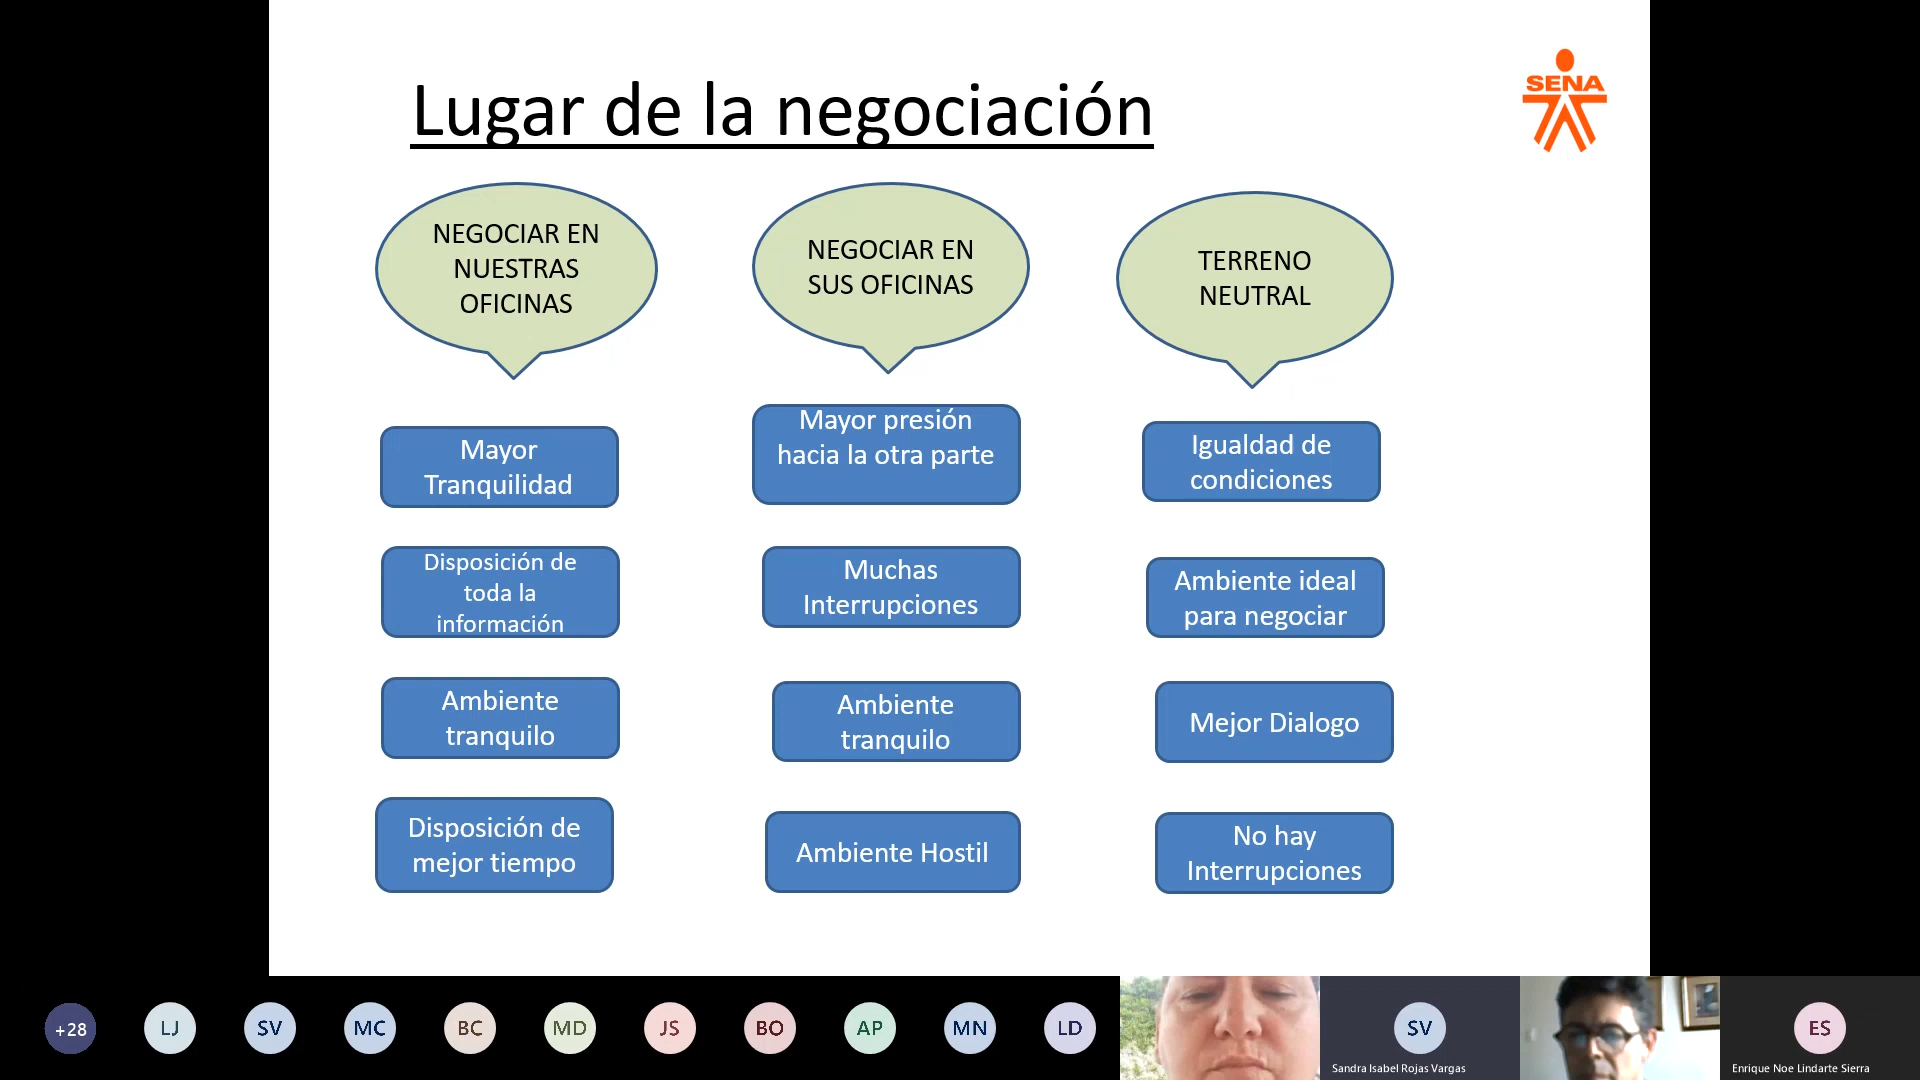 Lugar de la negociación
SENA
NEGOCIAR EN
NUESTRAS
OFICINAS
Mayor
Tranquilidad
Disposición de
toda la
información
Ambiente
tranquilo
Disposición de
mejor tiempo
NEGOCIAR EN
SUS OFICINAS
Mayor presión
hacia la otra parte
Muchas
Interrupciones
Ambiente
tranquilo
Ambiente Hostil
TERRENO
NEUTRAL
Igualdad de
condiciones
Ambiente ideal
para negociar
Mejor Dialogo
No hay
Interrupciones
+28
LJ
SV
MC
BC
MD
JS
BO
AP
MN
LD
SV
Sandra Isabel Rojas Vargas
ES
Enrique Noe Lindarte Sierra